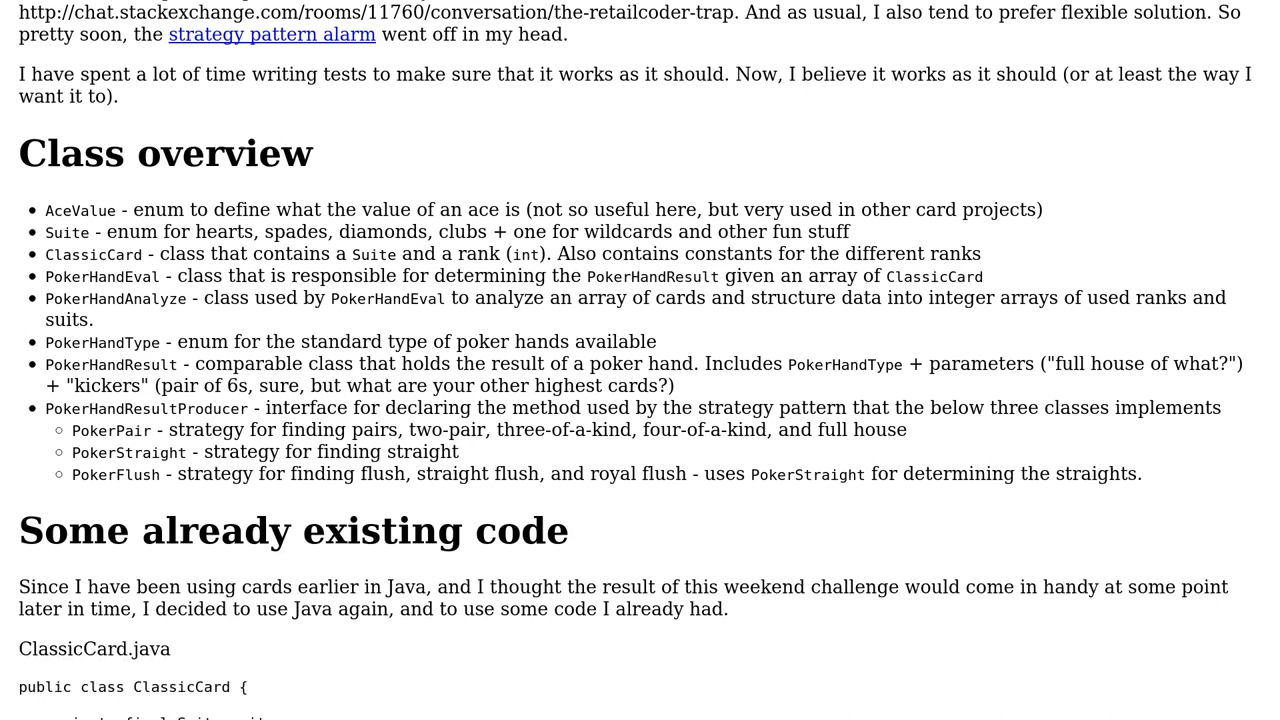 http://chat.stackexchange.com/rooms/11760/conversation/the-retailcoder-trap. And as usual, I also tend to prefer flexible solution. So
pretty soon, the strategy pattern alarm went off in my head.
I have spent a lot of time writing tests to make sure that it works as it should. Now, I believe it works as it should (or at least the way I
want it to).
Class overview
AceValue - enum to define what the value of an ace is (not so useful here, but very used in other card projects)
Suite - enum for hearts, spades, diamonds, clubs + one for wildcards and other fun stuff
ClassicCard - class that contains a Suite and a rank (int). Also contains constants for the different ranks
PokerHandEval - class that is responsible for determining the PokerHandResult given an array of ClassicCard
PokerHandAnalyze - class used by PokerHandEval to analyze an array of cards and structure data into integer arrays of used ranks and
suits.
PokerHandType - enum for the standard type of poker hands available
PokerHandResult - comparable class that holds the result of a poker hand. Includes PokerHandType + parameters ("full house of what?")
+ "kickers" (pair of 6s, sure, but what are your other highest cards?)
PokerHandResultProducer - interface for declaring the method used by the strategy pattern that the below three classes implements
PokerPair - strategy for finding pairs, two-pair, three-of-a-kind, four-of-a-kind, and full house
PokerStraight - strategy for finding straight
PokerFlush - strategy for finding flush, straight flush, and royal flush - uses PokerStraight for determining the straights.
Some already existing code
Since I have been using cards earlier in Java, and I thought the result of this weekend challenge would come in handy at some point
later in time, I decided to use Java again, and to use some code I already had.
ClassicCard.java
public class ClassicCard {